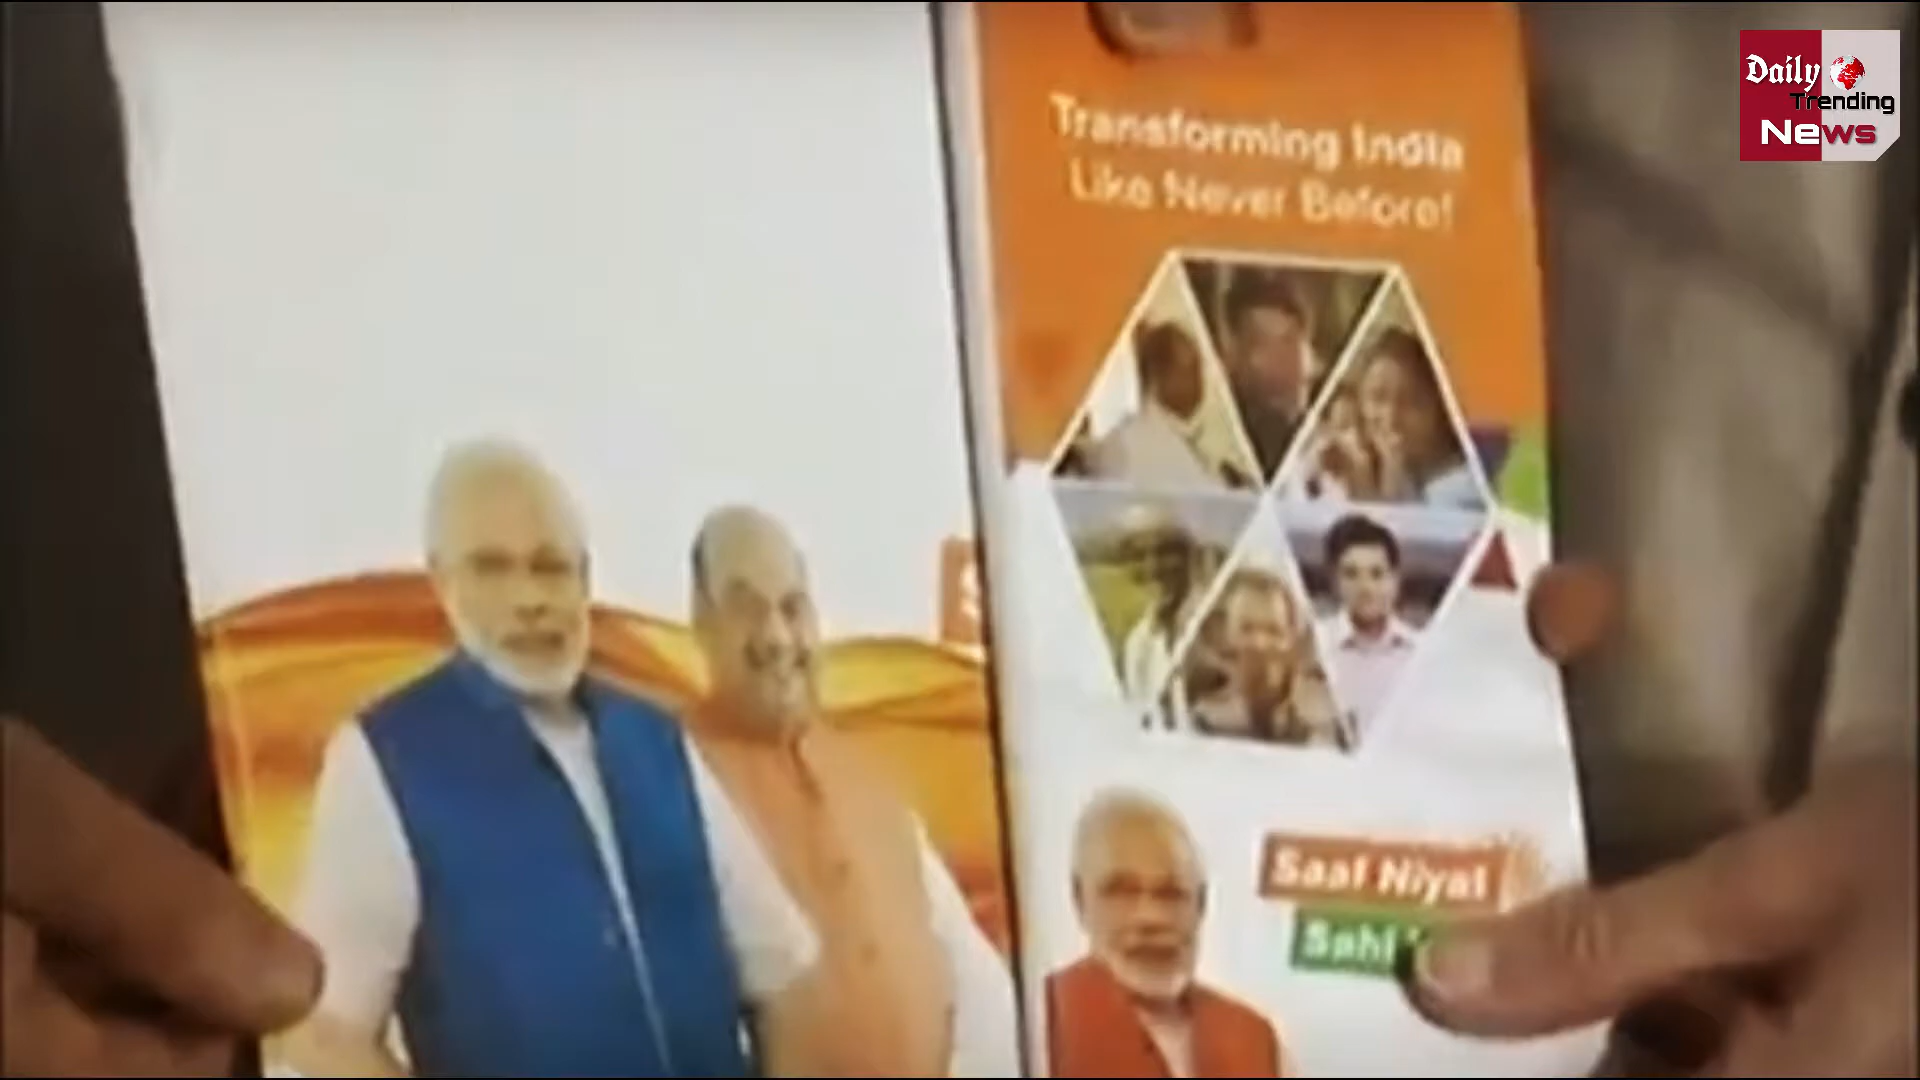 Daily
Trending
News
Transforming India
Like Never Before!
Saaf Niyat
Sahi